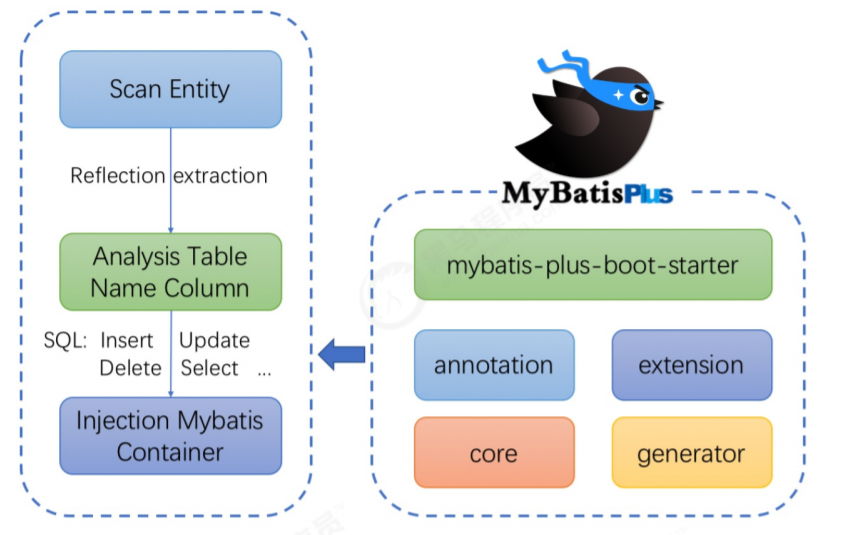 Scan Entity
Reflection extraction
Analysis Table
Name Column
SQL: Insert Update
Delete Select ...
Injection Mybatis
Container
MyBatisPlus
mybatis-plus-boot-starter
annotation extension
core generator